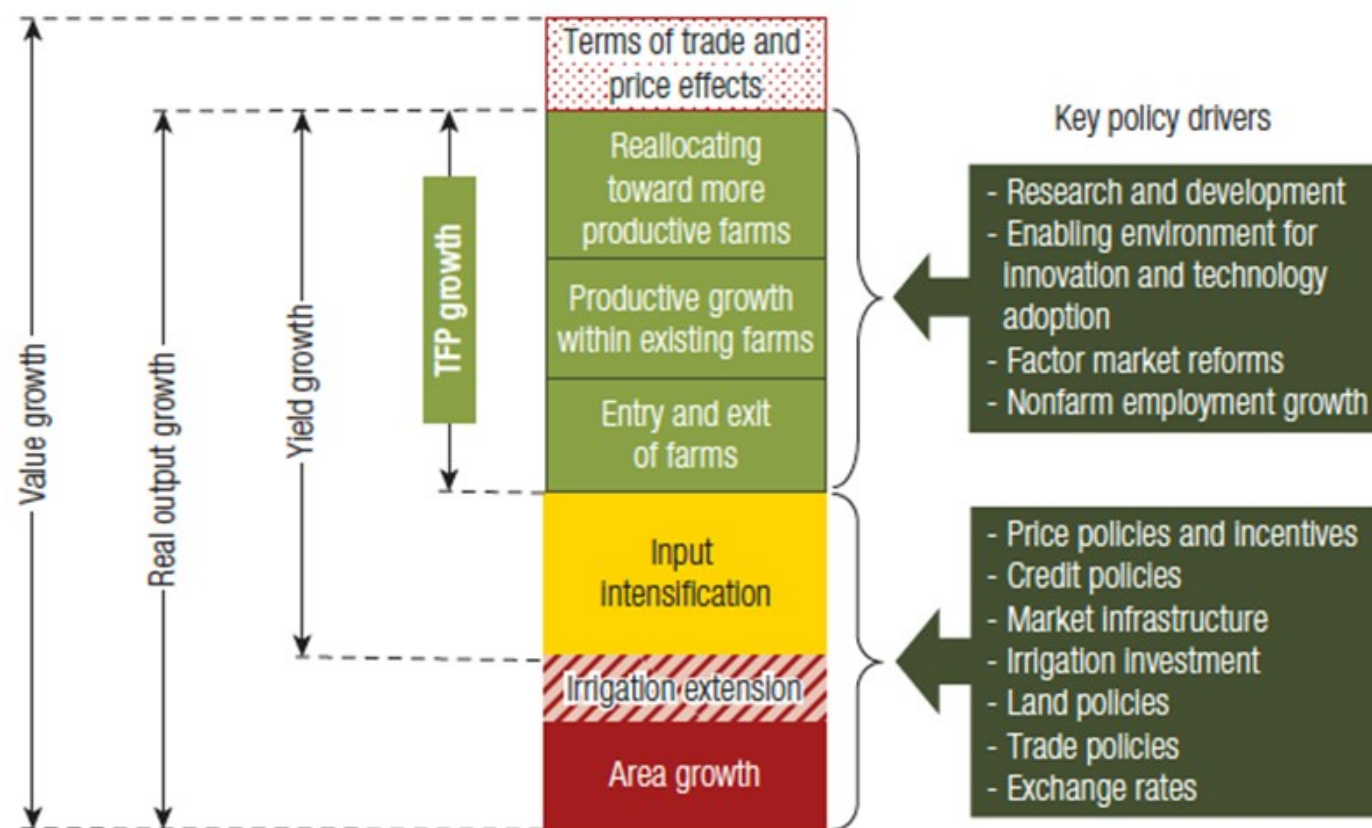 Value growth
Real output growth
Yield growth
TFP growth
Terms of trade and
price effects
Reallocating
toward more
productive farms
Productive growth
within existing farms
Entry and exit
of farms
Input
intensification
Irrigation extension
Area growth
Key policy drivers
- Research and development
- Enabling environment for
innovation and technology
adoption
- Factor market reforms
- Nonfarm employment growth
- Price policies and incentives
- Credit policies
- Market infrastructure
- Irrigation investment
- Land policies
- Trade policies
- Exchange rates